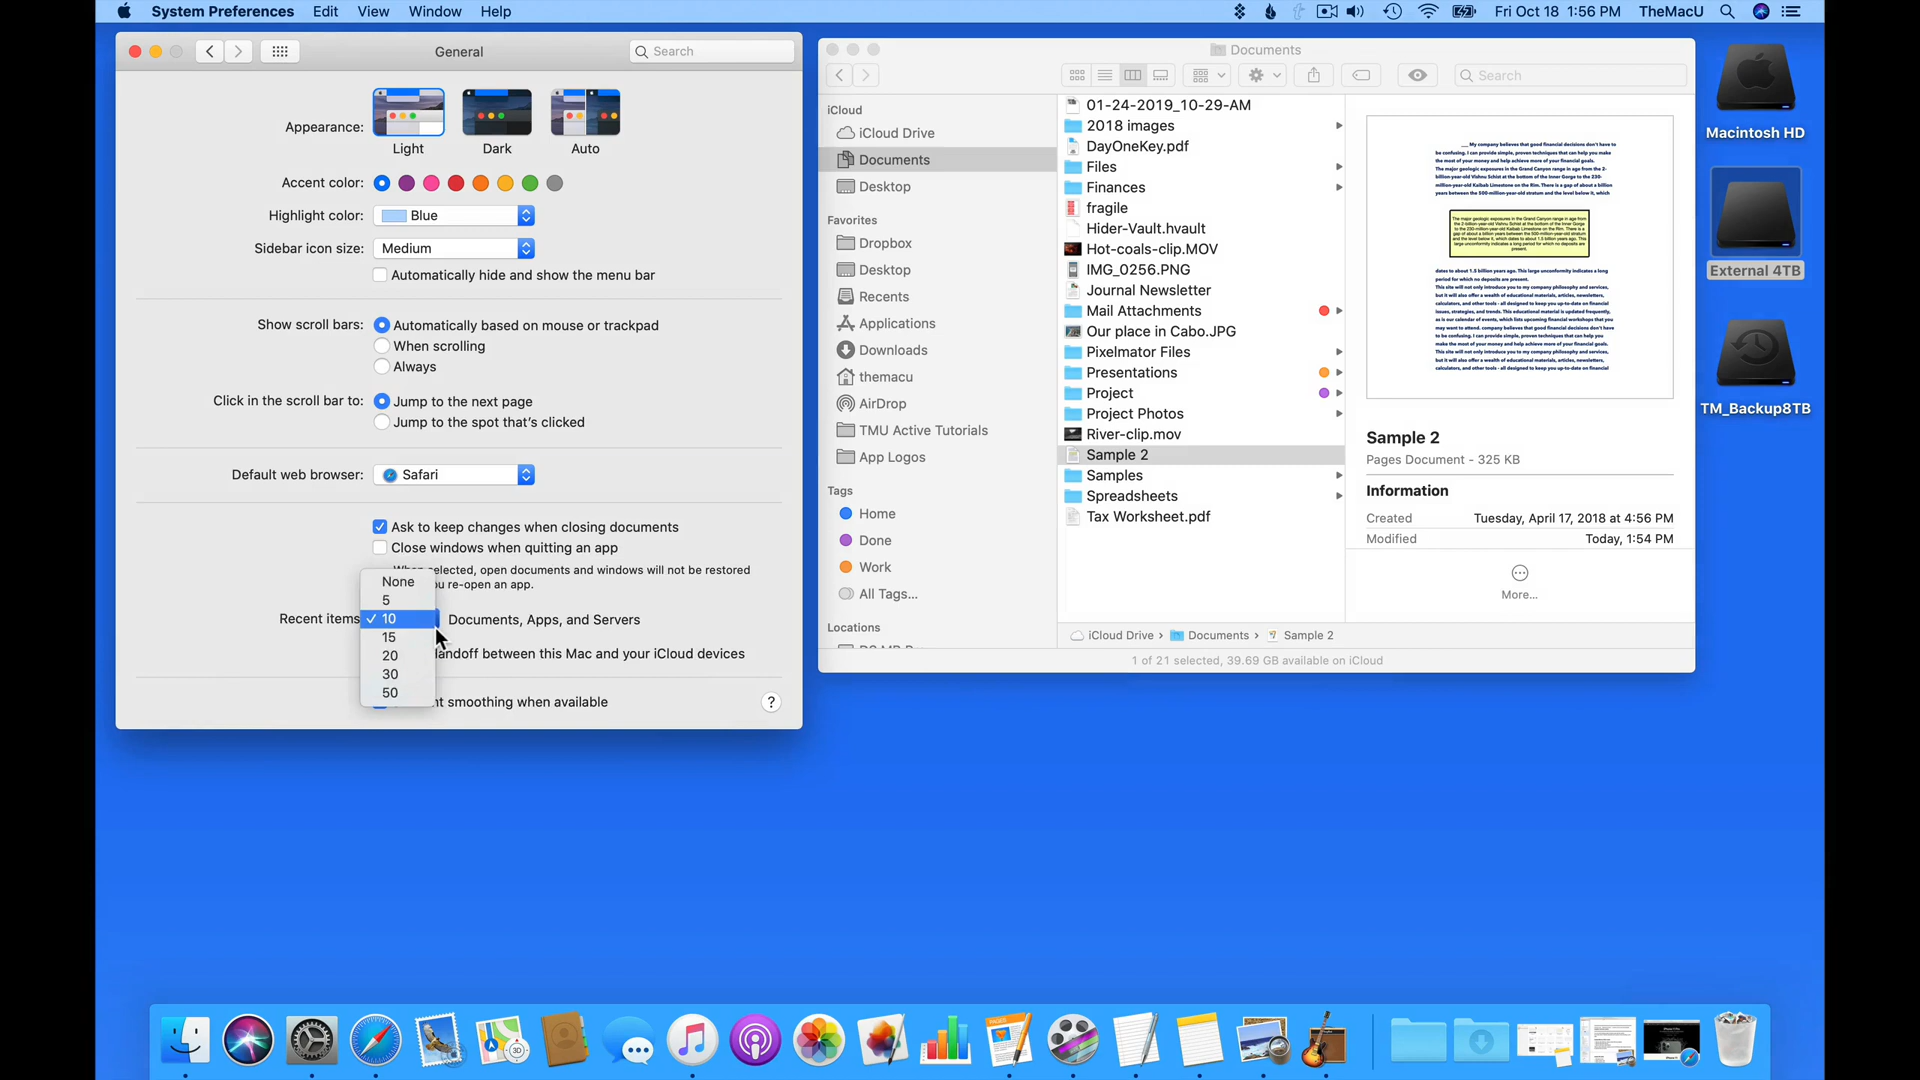 System Preferences Edit View Window Help
Fri Oct 18 1:56 PM TheMacU
General
Search
Appearance:
Light Dark Auto
Accent color:
Highlight color: Blue
Sidebar icon size: Medium
Automatically hide and show the menu bar
Show scroll bars: Automatically based on mouse or trackpad
When scrolling
Always
Click in the scroll bar to: Jump to the next page
Jump to the spot that's clicked
Default web browser: Safari
Ask to keep changes when closing documents
Close windows when quitting an app
selected, open documents and windows will not be restored
re-open an app.
None
5
Recent items ✓ 10 Documents, Apps, and Servers
15
20
30
50
between this Mac and your iCloud devices
smoothing when available
?
Documents
Search
iCloud
iCloud Drive
Documents
Desktop
Favorites
Dropbox
Desktop
Recents
Applications
Downloads
themacu
AirDrop
TMU Active Tutorials
App Logos
Tags
Home
Done
Work
All Tags...
Locations
01-24-2019_10-29-AM
2018 images
DayOneKey.pdf
Files
Finances
fragile
Hider-Vault.hvault
Hot-coals-clip.MOV
IMG_0256.PNG
Journal Newsletter
Mail Attachments
Our place in Cabo.JPG
Pixelmator Files
Presentations
Project
Project Photos
River-clip.mov
Sample 2
Samples
Spreadsheets
Tax Worksheet.pdf
Sample 2
Pages Document - 325 KB
Information
Created Tuesday, April 17, 2018 at 4:56 PM
Modified Today, 1:54 PM
More...
iCloud Drive › Documents › Sample 2
1 of 21 selected, 39.69 GB available on iCloud
Macintosh HD
External 4TB
TM_Backup8TB